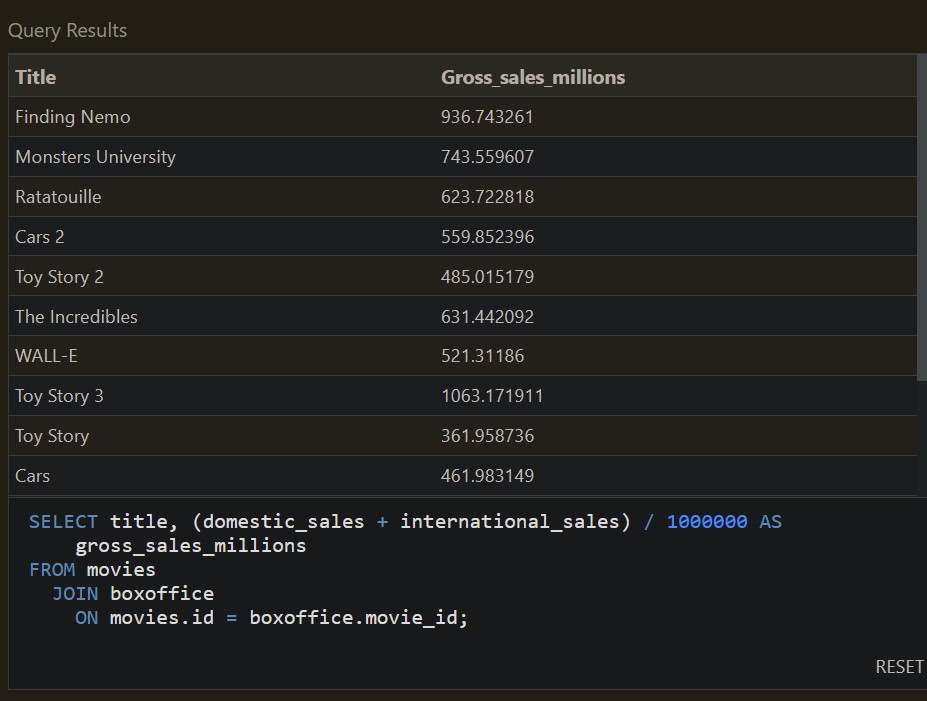 Query Results
Title Gross_sales_millions
Finding Nemo 936.743261
Monsters University 743.559607
Ratatouille 623.722818
Cars 2 559.852396
Toy Story 2 485.015179
The Incredibles 631.442092
WALL-E 521.31186
Toy Story 3 1063.171911
Toy Story 361.958736
Cars 461.983149
SELECT title, (domestic_sales + international_sales) / 1000000 AS
gross_sales_millions
FROM movies
JOIN boxoffice
ON movies.id = boxoffice.movie_id;
RESET